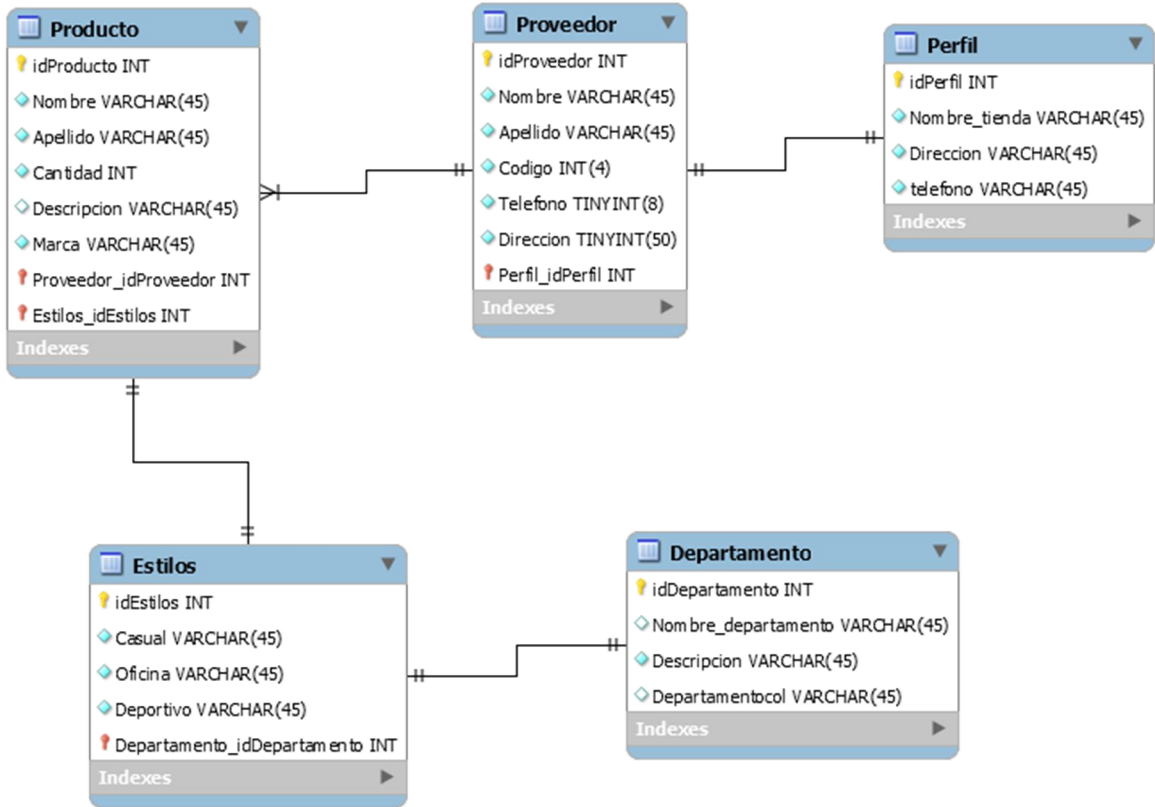 Producto
idProducto INT
Nombre VARCHAR(45)
Apellido VARCHAR(45)
Cantidad INT
Descripcion VARCHAR(45)
Marca VARCHAR(45)
Proveedor_idProveedor INT
Estilos_idEstilos INT
Indexes
Proveedor
idProveedor INT
Nombre VARCHAR(45)
Apellido VARCHAR(45)
Codigo INT(4)
Telefono TINYINT(8)
Direccion TINYINT(50)
Perfil_idPerfil INT
Indexes
Perfil
idPerfil INT
Nombre_tienda VARCHAR(45)
Direccion VARCHAR(45)
telefono VARCHAR(45)
Indexes
Estilos
idEstilos INT
Casual VARCHAR(45)
Oficina VARCHAR(45)
Deportivo VARCHAR(45)
Departamento_idDepartamento INT
Indexes
Departamento
idDepartamento INT
Nombre_departamento VARCHAR(45)
Descripcion VARCHAR(45)
Departamentocol VARCHAR(45)
Indexes